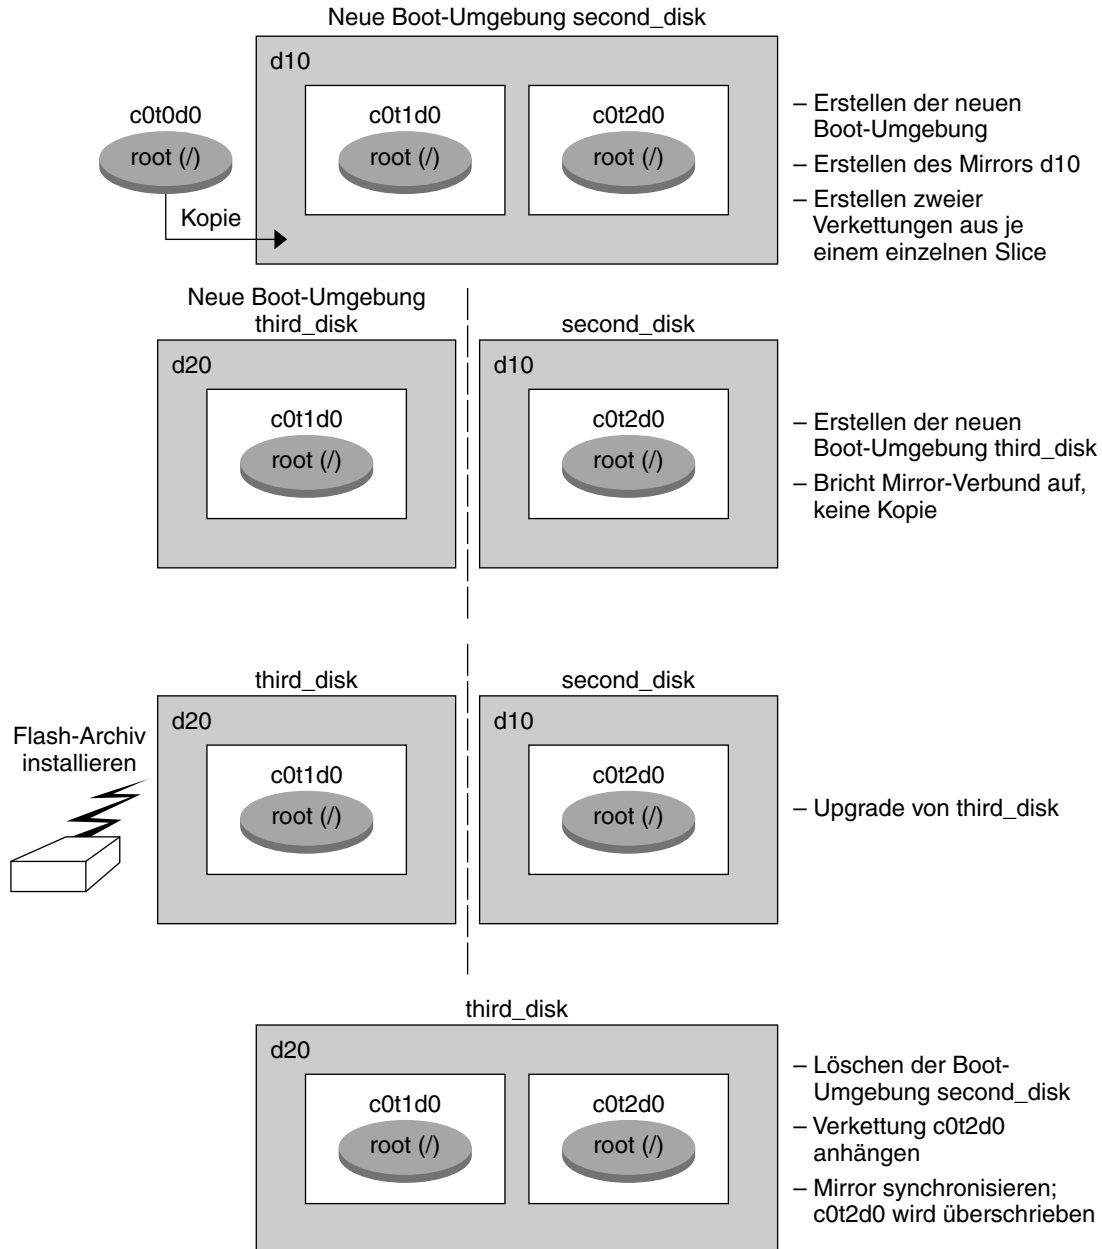 Neue Boot-Umgebung second_disk
d10
c0t0d0
root (/)
Kopie
c0t1d0
root (/)
c0t2d0
root (/)
– Erstellen der neuen
Boot-Umgebung
– Erstellen des Mirrors d10
– Erstellen zweier
Verkettungen aus je
einem einzelnen Slice
Neue Boot-Umgebung
third_disk
d20
c0t1d0
root (/)
second_disk
d10
c0t2d0
root (/)
– Erstellen der neuen
Boot-Umgebung third_disk
– Bricht Mirror-Verbund auf,
keine Kopie
Flash-Archiv
installieren
third_disk
d20
c0t1d0
root (/)
second_disk
d10
c0t2d0
root (/)
– Upgrade von third_disk
third_disk
d20
c0t1d0
root (/)
c0t2d0
root (/)
– Löschen der Boot-
Umgebung second_disk
– Verkettung c0t2d0
anhängen
– Mirror synchronisieren;
c0t2d0 wird überschrieben